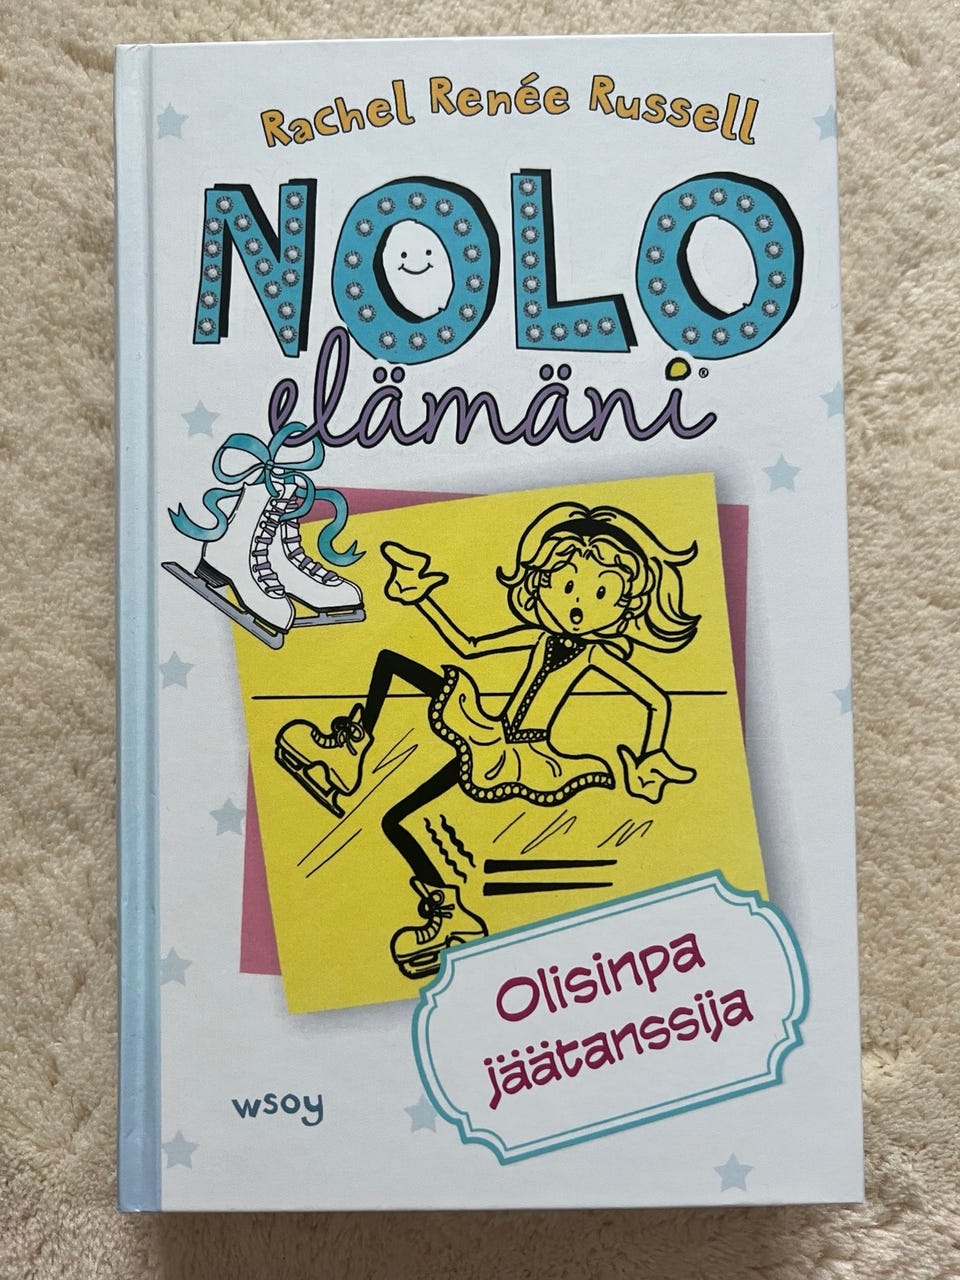 Rachel Renée Russell
NOLO
elämäni®
Olisinpa
jäätanssija
wsoy